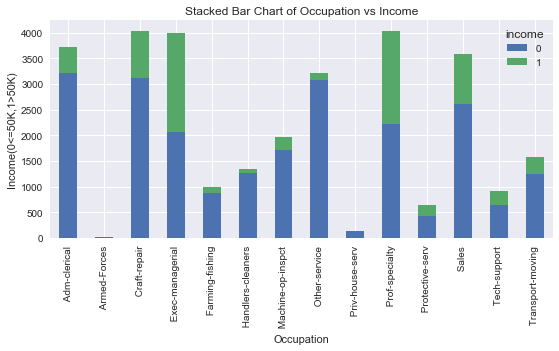 Stacked Bar Chart of Occupation vs Income
income
0
1
Income(0<=50K,1>50K)
4000
3500
3000
2500
2000
1500
1000
500
0
Adm-clerical
Armed-Forces
Craft-repair
Exec-managerial
Farming-fishing
Handlers-cleaners
Machine-op-inspct
Other-service
Priv-house-serv
Prof-specialty
Protective-serv
Sales
Tech-support
Transport-moving
Occupation